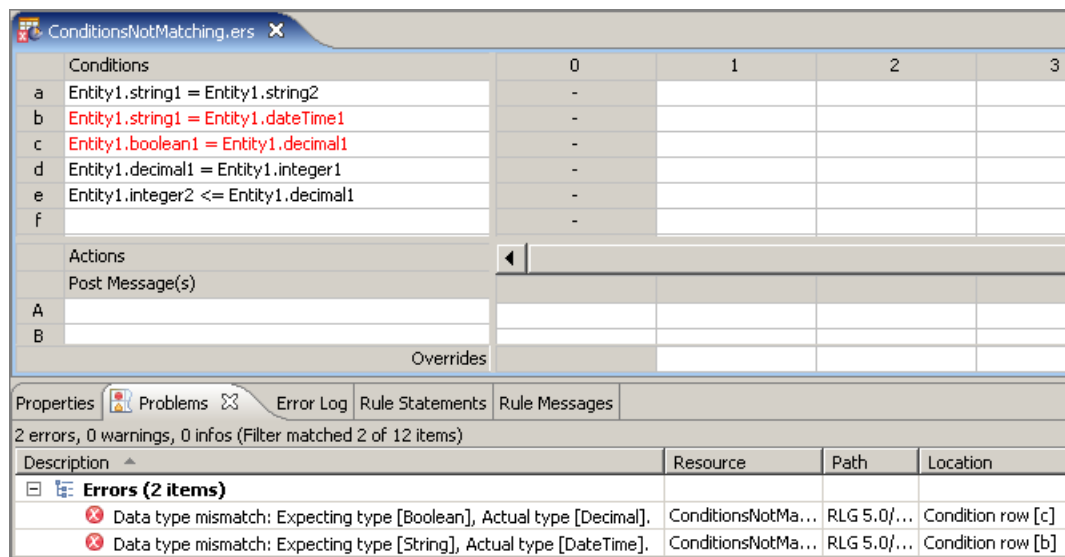 ConditionsNotMatching.ers
Conditions 0 1 2 3
a Entity1.string1 = Entity1.string2 -
b Entity1.string1 = Entity1.dateTime1 -
c Entity1.boolean1 = Entity1.decimal1 -
d Entity1.decimal1 = Entity1.integer1 -
e Entity1.integer2 <= Entity1.decimal1 -
f -
Actions
Post Message(s)
A
B
Overrides
Properties Problems Error Log Rule Statements Rule Messages
2 errors, 0 warnings, 0 infos (Filter matched 2 of 12 items)
Description Resource Path Location
Errors (2 items)
Data type mismatch: Expecting type [Boolean], Actual type [Decimal]. ConditionsNotMa... RLG 5.0/... Condition row [c]
Data type mismatch: Expecting type [String], Actual type [DateTime]. ConditionsNotMa... RLG 5.0/... Condition row [b]